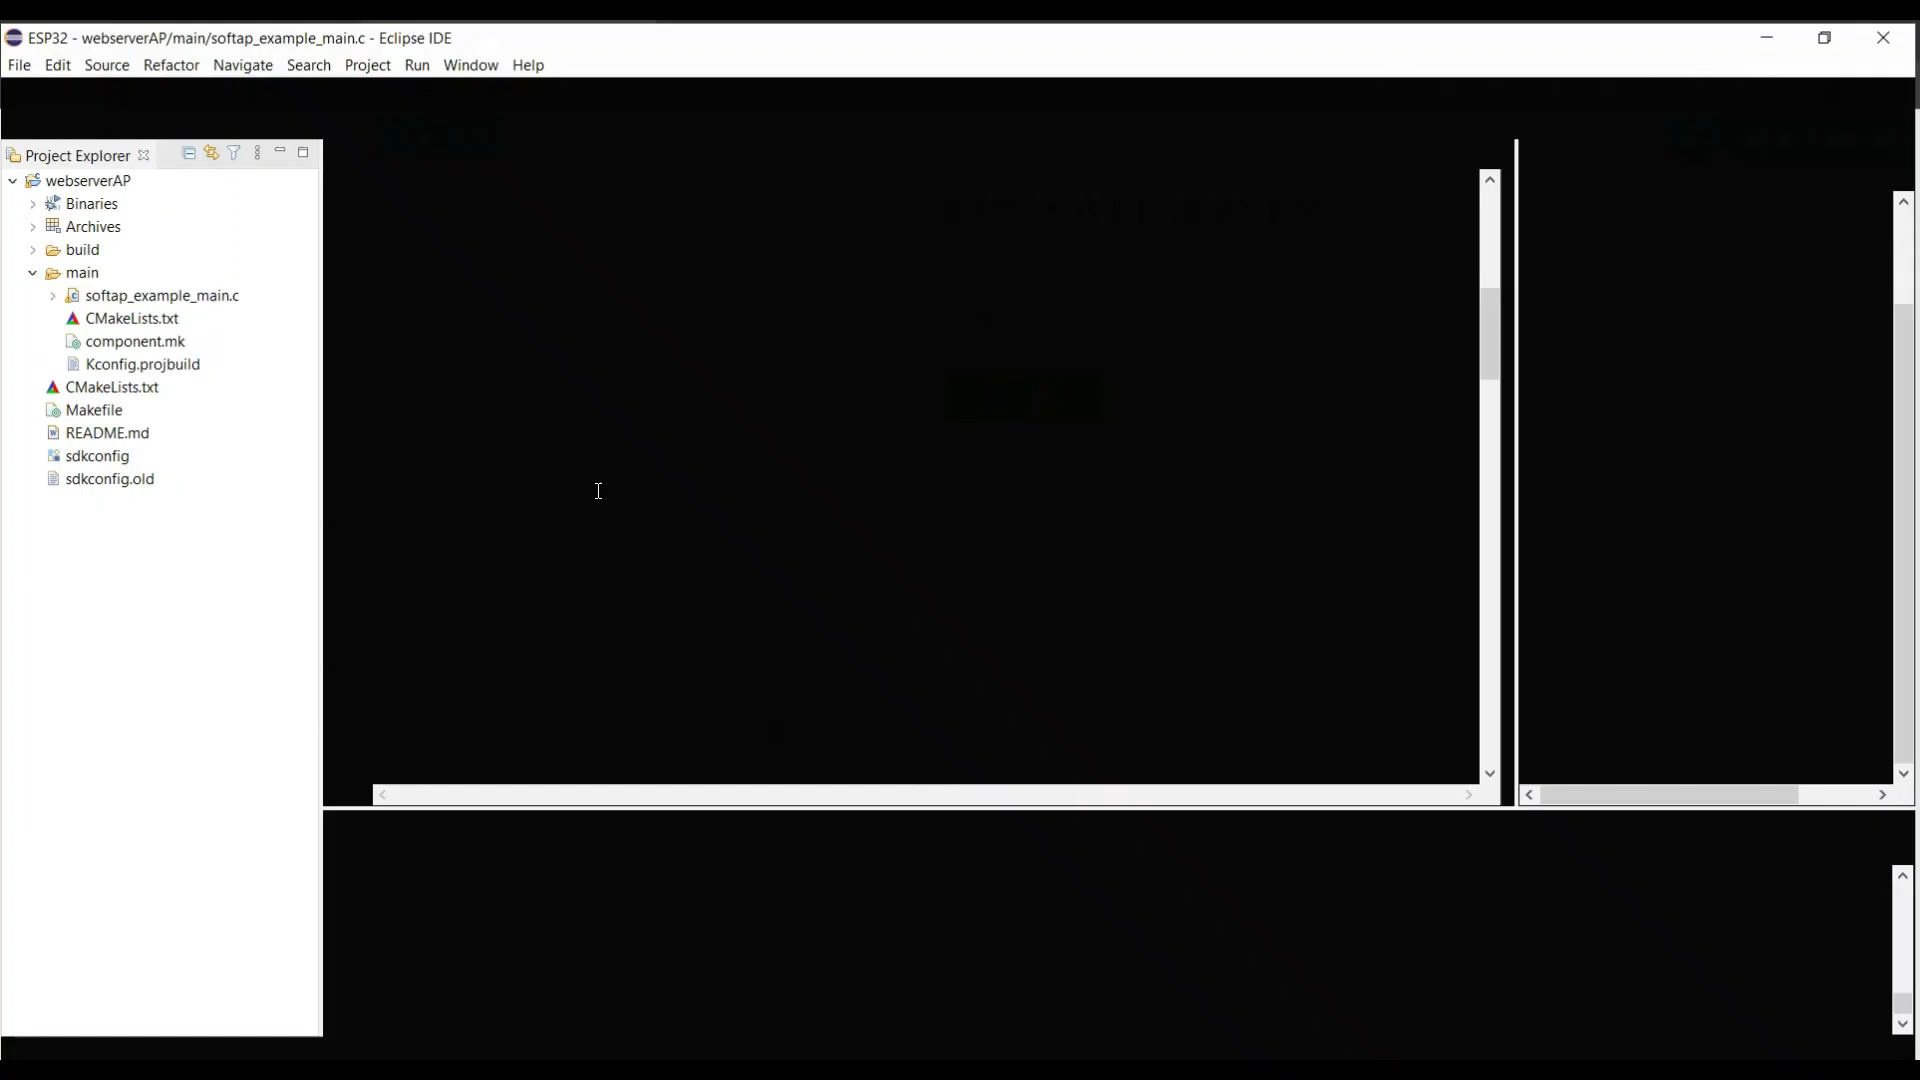 ESP32 - webserverAP/main/softap_example_main.c - Eclipse IDE
File Edit Source Refactor Navigate Search Project Run Window Help
Project Explorer
webserverAP
Binaries
Archives
build
main
softap_example_main.c
CMakeLists.txt
component.mk
Kconfig.projbuild
CMakeLists.txt
Makefile
README.md
sdkconfig
sdkconfig.old